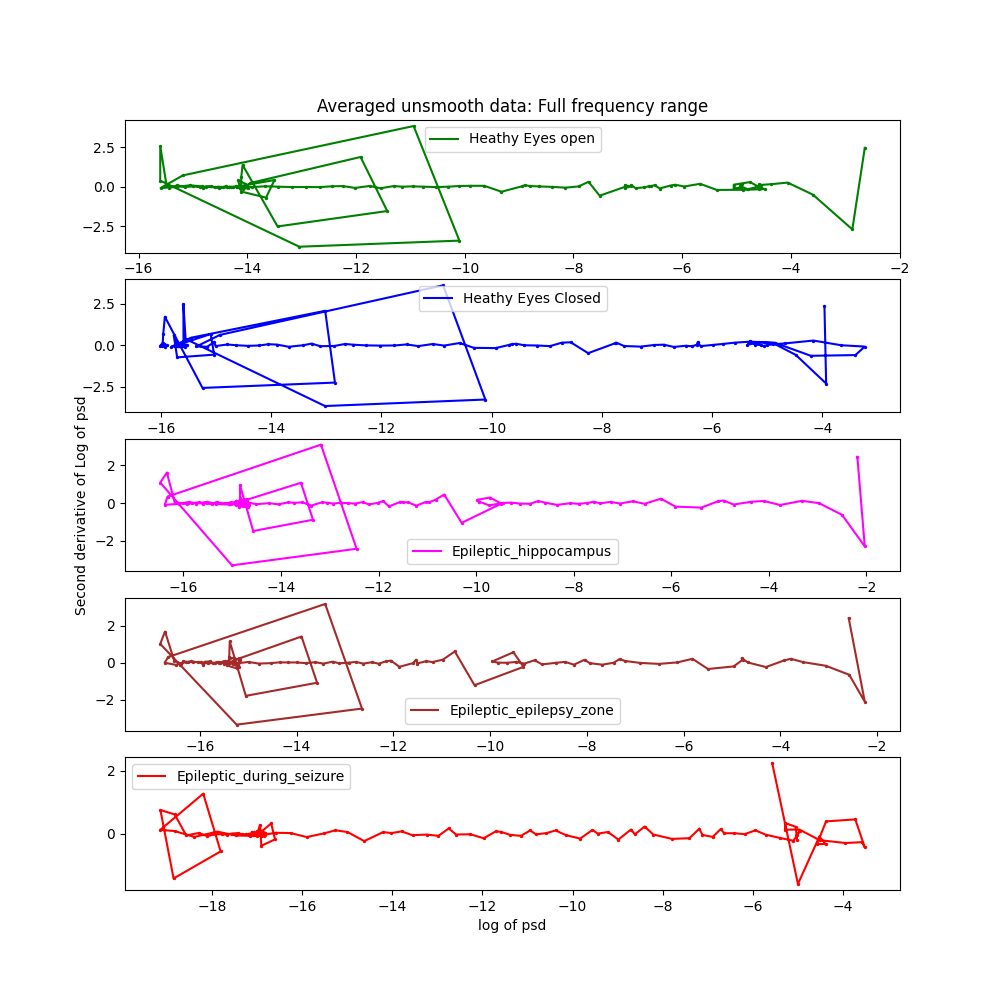 Averaged unsmooth data: Full frequency range
Heathy Eyes open
2.5
0.0
−2.5
−16 −14 −12 −10 −8 −6 −4 −2
Heathy Eyes Closed
2.5
0.0
−2.5
−16 −14 −12 −10 −8 −6 −4
Second derivative of Log of psd
2
0
−2
Epileptic_hippocampus
−16 −14 −12 −10 −8 −6 −4 −2
2
0
−2
Epileptic_epilepsy_zone
−16 −14 −12 −10 −8 −6 −4 −2
Epileptic_during_seizure
2
0
−18 −16 −14 −12 −10 −8 −6 −4
log of psd